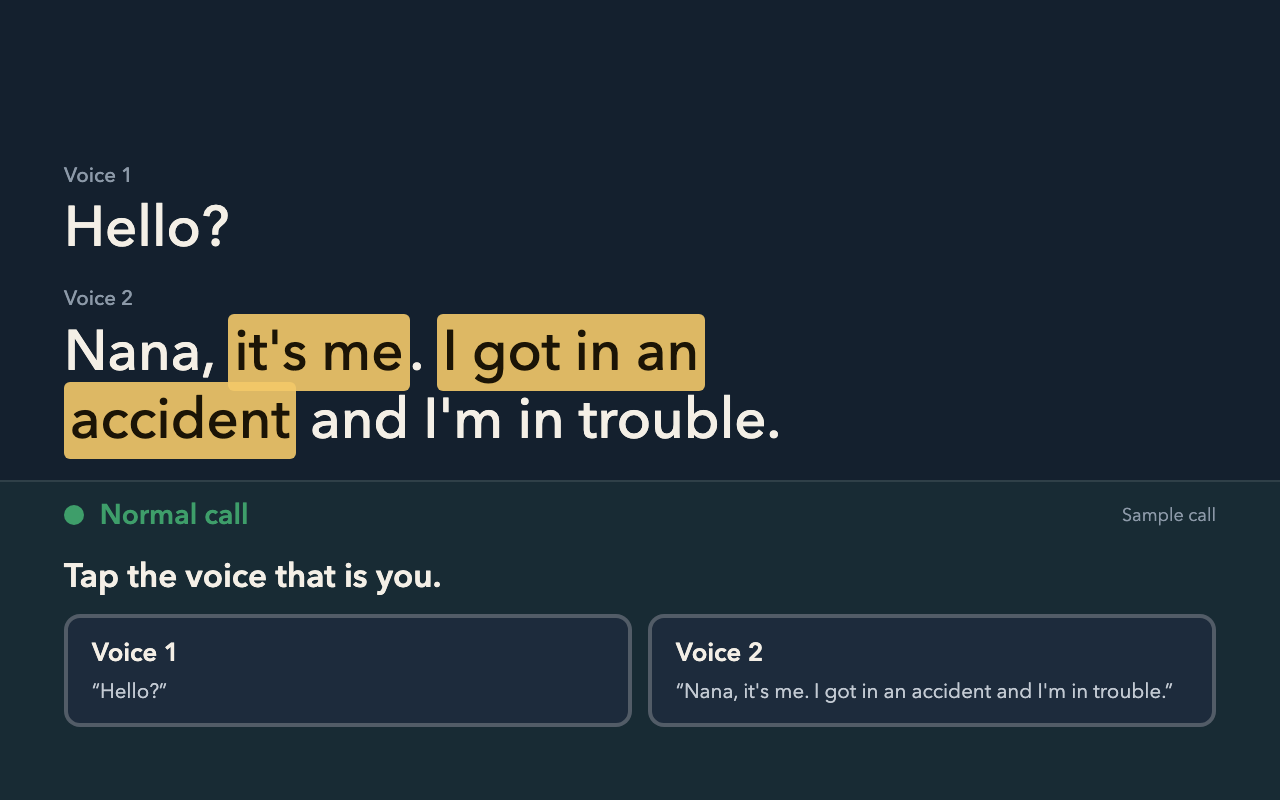 Voice 1
Hello?
Voice 2
Nana, it's me. I got in an
accident and I'm in trouble.
Normal call
Sample call
Tap the voice that is you.
Voice 1
“Hello?”
Voice 2
“Nana, it's me. I got in an accident and I'm in trouble.”